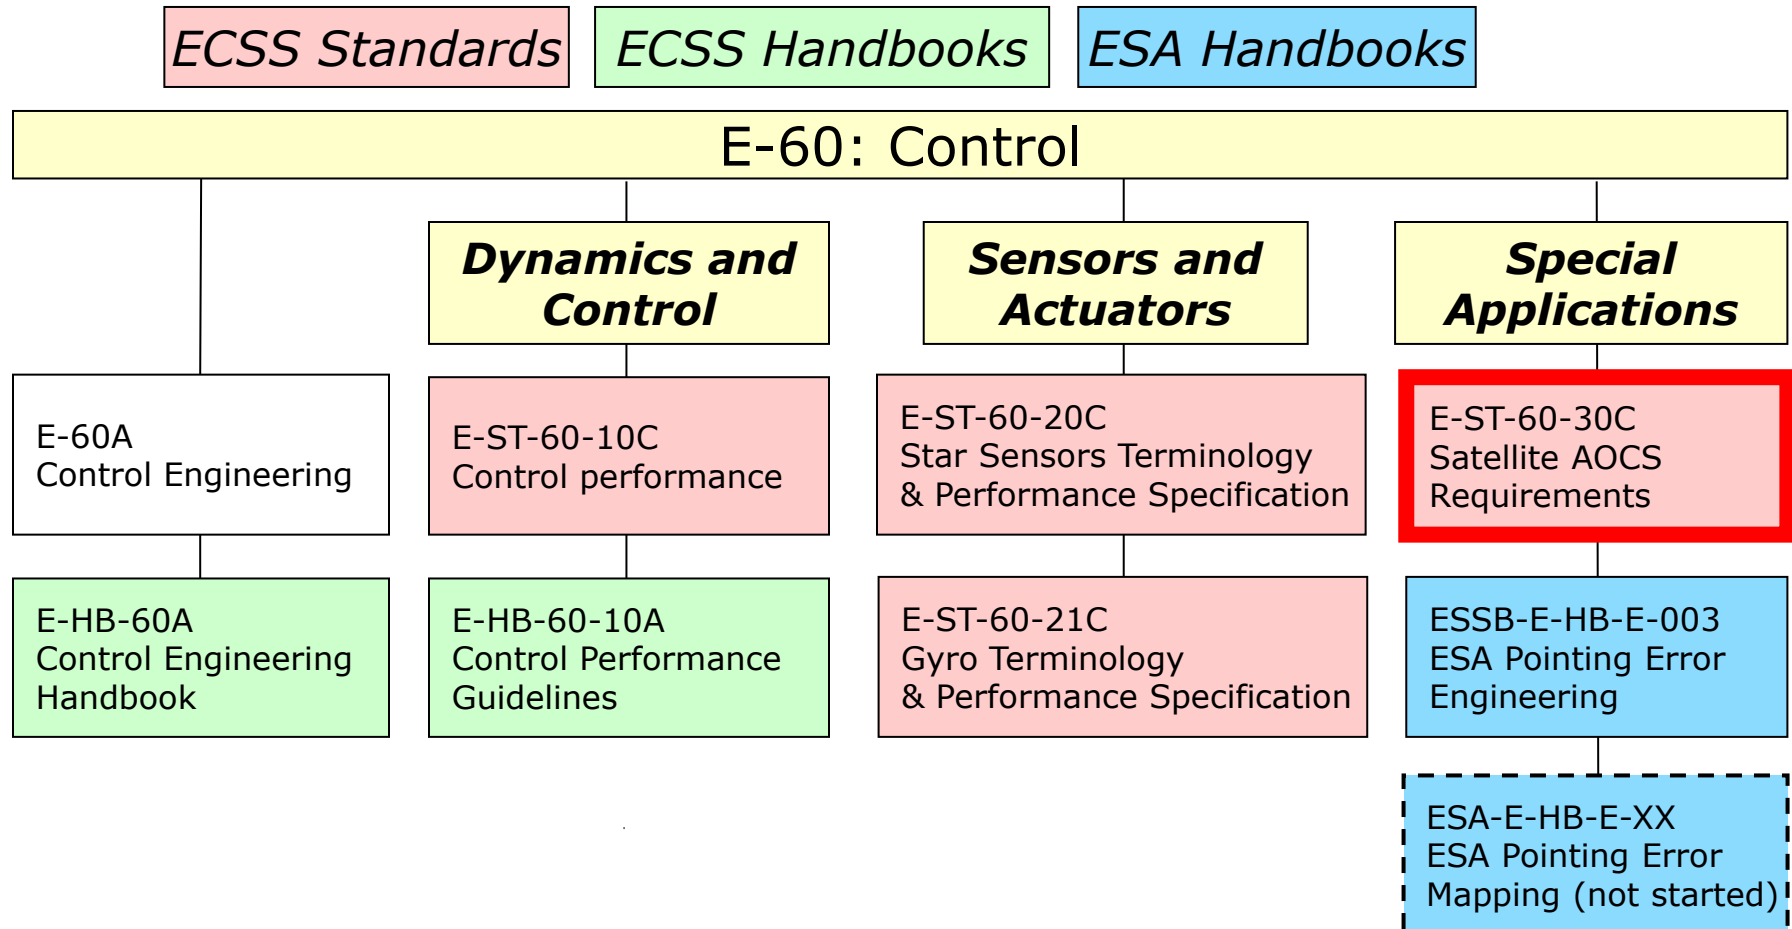 ECSS Standards
ECSS Handbooks
ESA Handbooks
E-60: Control
Dynamics and
Control
Sensors and
Actuators
Special
Applications
E-60A
Control Engineering
E-ST-60-10C
Control performance
E-ST-60-20C
Star Sensors Terminology
& Performance Specification
E-ST-60-30C
Satellite AOCS
Requirements
E-HB-60A
Control Engineering
Handbook
E-HB-60-10A
Control Performance
Guidelines
E-ST-60-21C
Gyro Terminology
& Performance Specification
ESSB-E-HB-E-003
ESA Pointing Error
Engineering
ESA-E-HB-E-XX
ESA Pointing Error
Mapping (not started)